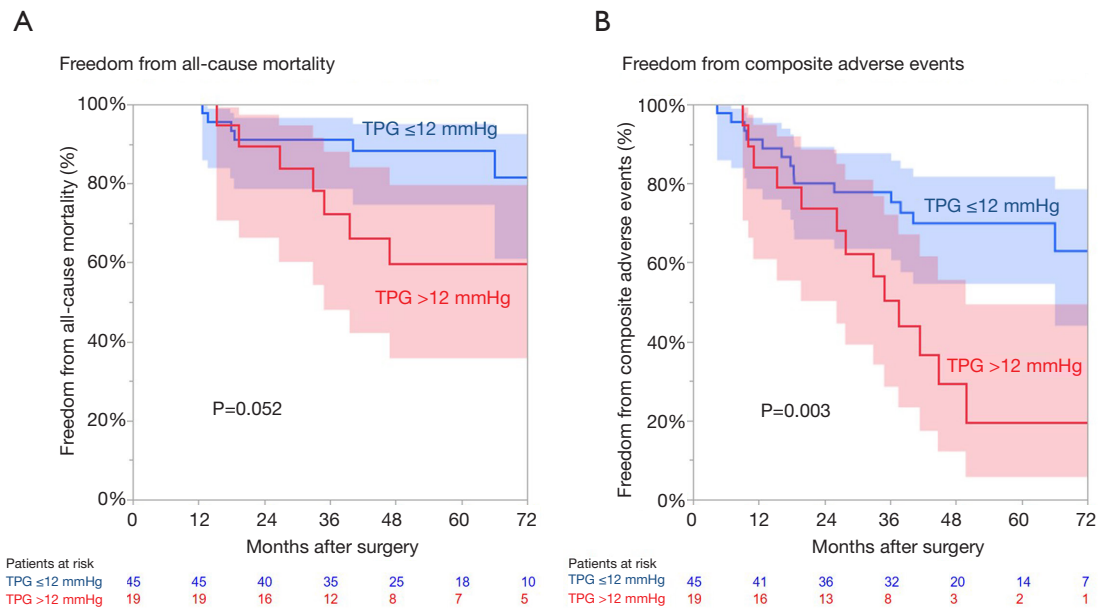 A
Freedom from all-cause mortality
Freedom from all-cause mortality (%)
100%
80%
60%
40%
20%
0%
TPG ≤12 mmHg
TPG >12 mmHg
P=0.052
0 12 24 36 48 60 72
Months after surgery
Patients at risk
TPG ≤12 mmHg 45 45 40 35 25 18 10
TPG >12 mmHg 19 19 16 12 8 7 5
B
Freedom from composite adverse events
Freedom from composite adverse events (%)
100%
80%
60%
40%
20%
0%
TPG ≤12 mmHg
TPG >12 mmHg
P=0.003
0 12 24 36 48 60 72
Months after surgery
Patients at risk
TPG ≤12 mmHg 45 41 36 32 20 14 7
TPG >12 mmHg 19 16 13 8 3 2 1